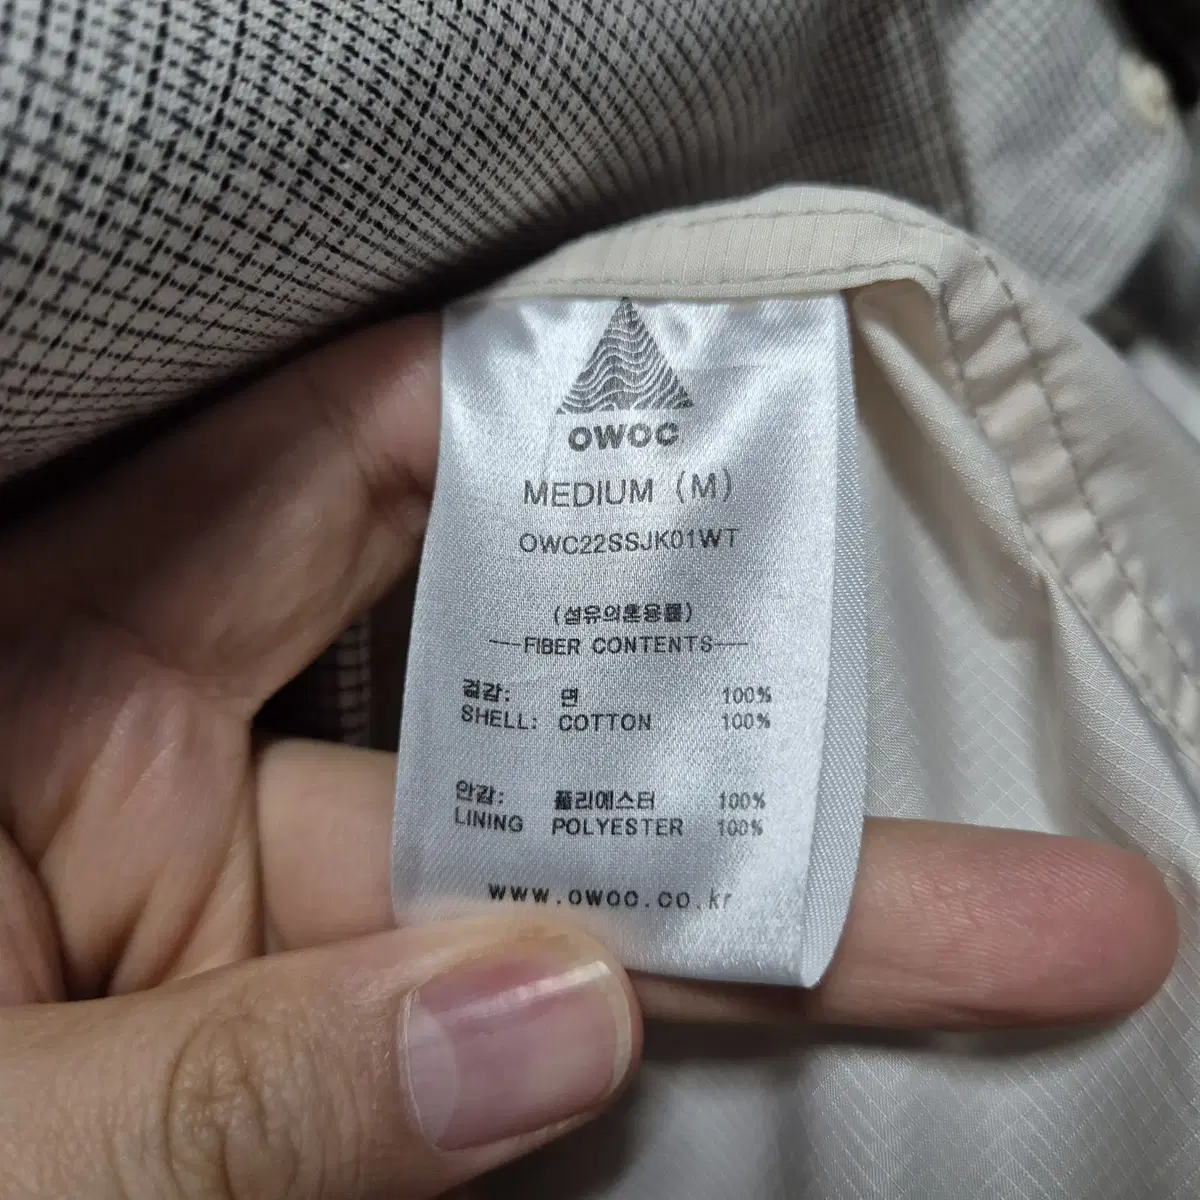 OWOC
MEDIUM (M)
OWC22SSJK01WT
(섬유의혼용률)
FIBER CONTENTS
겉감: 면 100%
SHELL: COTTON 100%
안감: 폴리에스터 100%
LINING POLYESTER 100%
www.owoc.co.kr